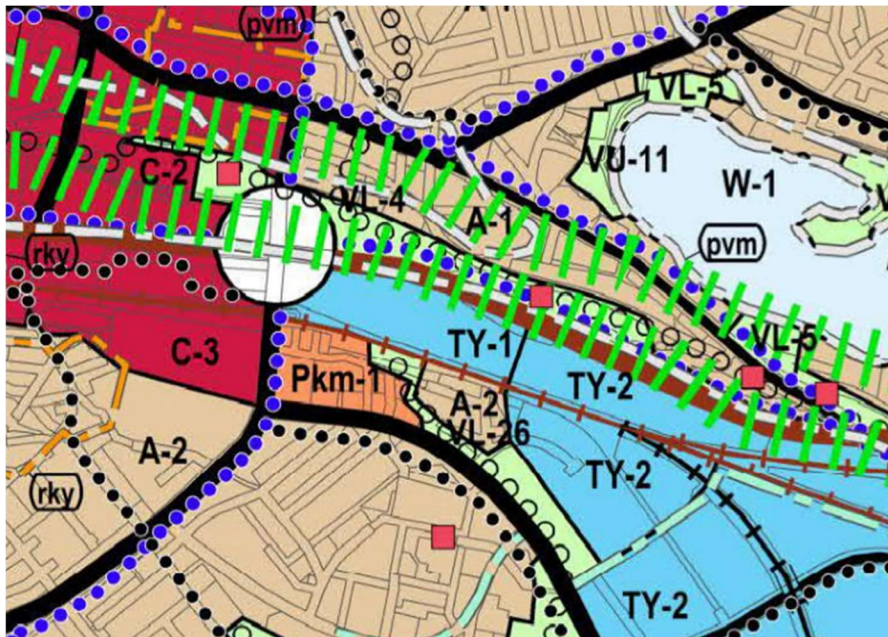 pvm
VL-5
VU-11
W-1
C-2
VL-4
A-1
rky
pvm
C-3
TY-1
VL-5
Pkm-1
TY-2
A-2
A-2
VL-26
TY-2
rky
TY-2